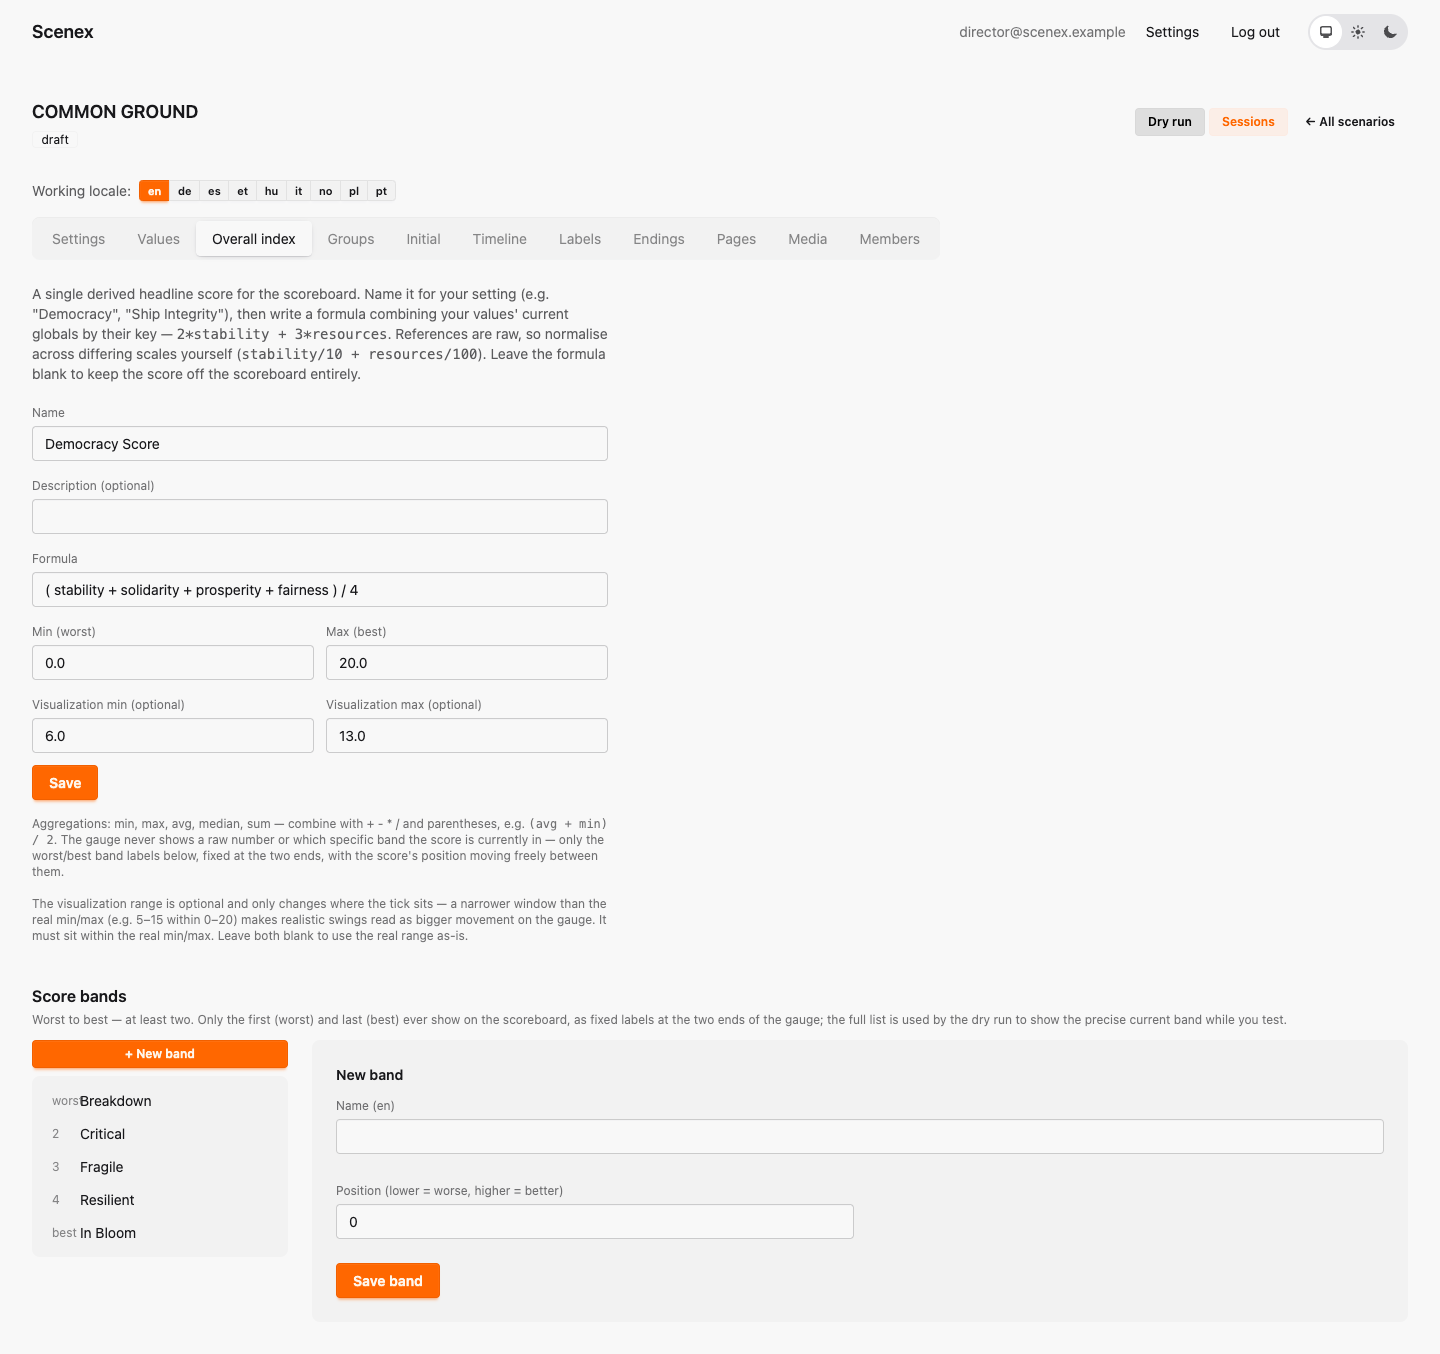 Scenex
director@scenex.example
Settings
Log out
COMMON GROUND
draft
Dry run
Sessions
← All scenarios
Working locale:
en
de
es
et
hu
it
no
pl
pt
Settings
Values
Overall index
Groups
Initial
Timeline
Labels
Endings
Pages
Media
Members
A single derived headline score for the scoreboard. Name it for your setting (e.g.
"Democracy", "Ship Integrity"), then write a formula combining your values' current
globals by their key — 2*stability + 3*resources. References are raw, so normalise
across differing scales yourself (stability/10 + resources/100). Leave the formula
blank to keep the score off the scoreboard entirely.
Name
Democracy Score
Description (optional)
Formula
( stability + solidarity + prosperity + fairness ) / 4
Min (worst)
Max (best)
0.0
20.0
Visualization min (optional)
Visualization max (optional)
6.0
13.0
Save
Aggregations: min, max, avg, median, sum — combine with + - * / and parentheses, e.g. (avg + min)
/ 2. The gauge never shows a raw number or which specific band the score is currently in — only the
worst/best band labels below, fixed at the two ends, with the score's position moving freely between
them.
The visualization range is optional and only changes where the tick sits — a narrower window than the
real min/max (e.g. 5–15 within 0–20) makes realistic swings read as bigger movement on the gauge. It
must sit within the real min/max. Leave both blank to use the real range as-is.
Score bands
Worst to best — at least two. Only the first (worst) and last (best) ever show on the scoreboard, as fixed labels at the two ends of the gauge; the full list is used by the dry run to show the precise current band while you test.
+ New band
worst Breakdown
2 Critical
3 Fragile
4 Resilient
best In Bloom
New band
Name (en)
Position (lower = worse, higher = better)
0
Save band